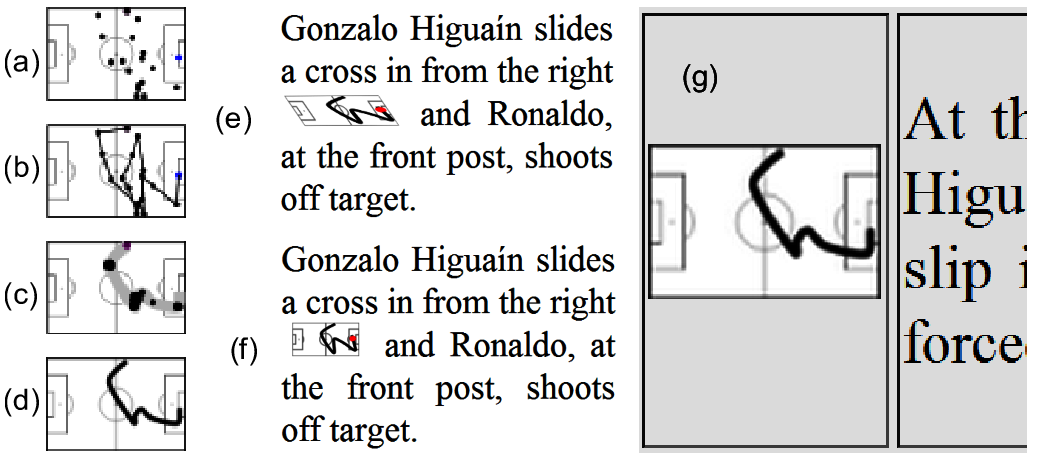 (a)
(b)
(c)
(d)
(e)
Gonzalo Higuaín slides
a cross in from the right
and Ronaldo,
at the front post, shoots
off target.
(f)
Gonzalo Higuaín slides
a cross in from the right
and Ronaldo, at
the front post, shoots
off target.
(g)
At th
Higu
slip i
force